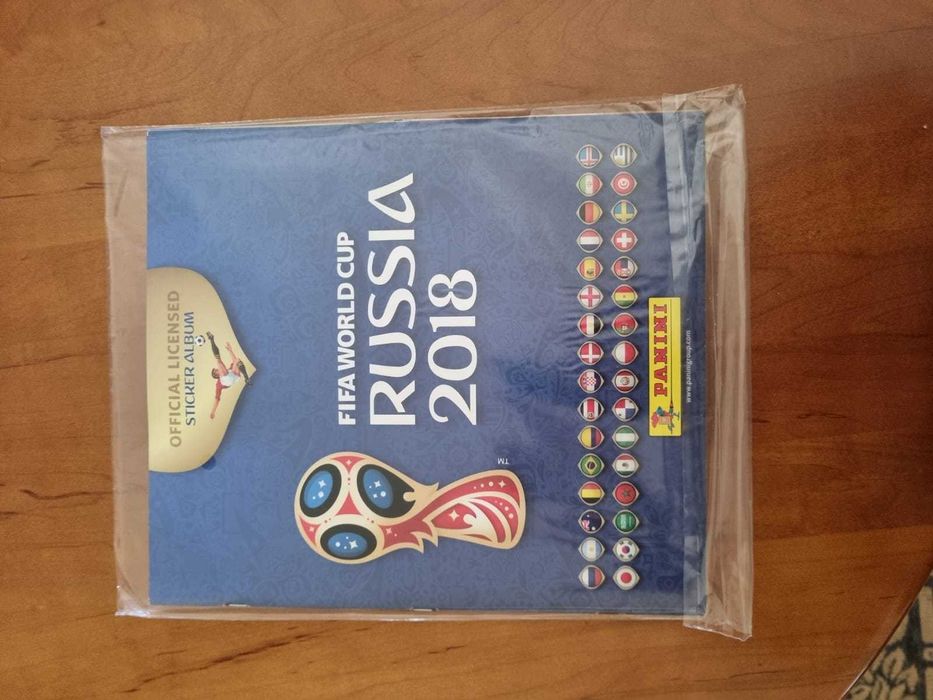 OFFICIAL LICENSED
STICKER ALBUM
FIFA WORLD CUP
RUSSIA
2018
TM
PANINI
www.paninigroup.com